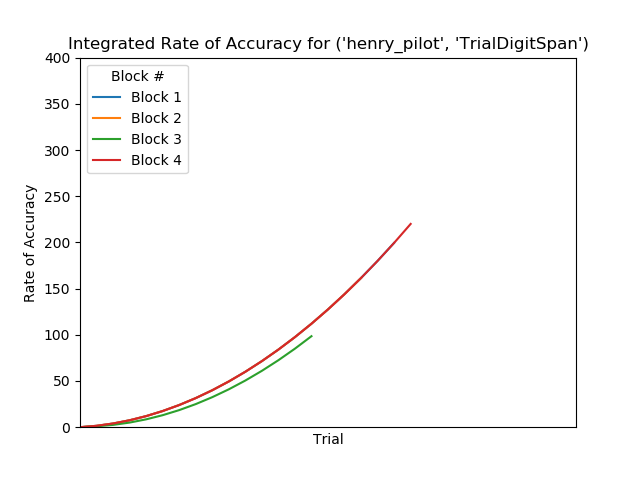 Integrated Rate of Accuracy for ('henry_pilot', 'TrialDigitSpan')
400
350
300
250
200
150
100
50
0
Rate of Accuracy
Block #
Block 1
Block 2
Block 3
Block 4
Trial